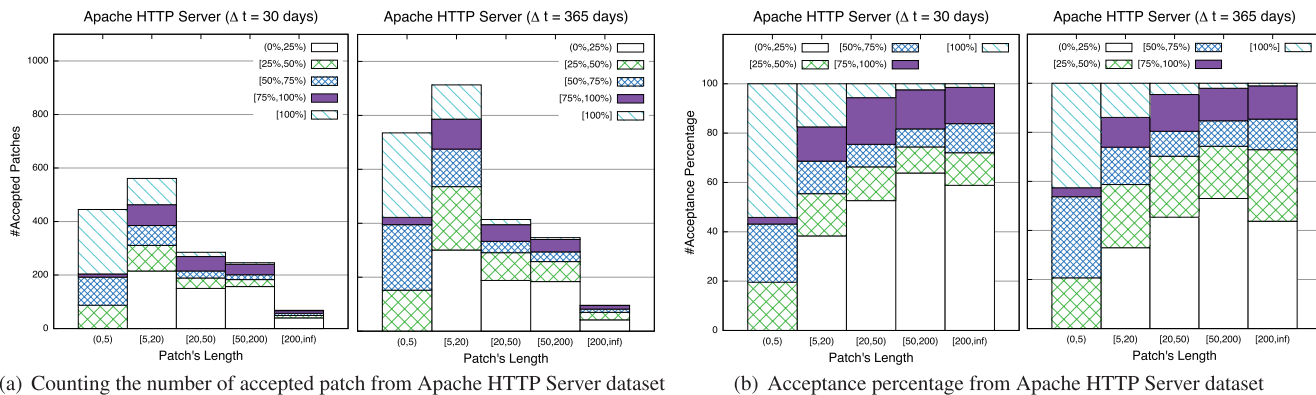 Apache HTTP Server (Δ t = 30 days)
#Accepted Patches
1000
800
600
400
200
0
(0%,25%)
[25%,50%)
[50%,75%)
[75%,100%)
[100%]
(0,5)
[5,20)
[20,50)
[50,200)
[200,inf)
Patch's Length
Apache HTTP Server (Δ t = 365 days)
(0%,25%)
[25%,50%)
[50%,75%)
[75%,100%)
[100%]
(0,5)
[5,20)
[20,50)
[50,200)
[200,inf)
Patch's Length
(a) Counting the number of accepted patch from Apache HTTP Server dataset
Apache HTTP Server (Δ t = 30 days)
#Acceptance Percentage
100
80
60
40
20
0
(0%,25%) [50%,75%) [100%]
[25%,50%) [75%,100%)
(0,5)
[5,20)
[20,50)
[50,200)
[200,inf)
Patch's Length
Apache HTTP Server (Δ t = 365 days)
(0%,25%) [50%,75%) [100%]
[25%,50%) [75%,100%)
(0,5)
[5,20)
[20,50)
[50,200)
[200,inf)
Patch's Length
(b) Acceptance percentage from Apache HTTP Server dataset